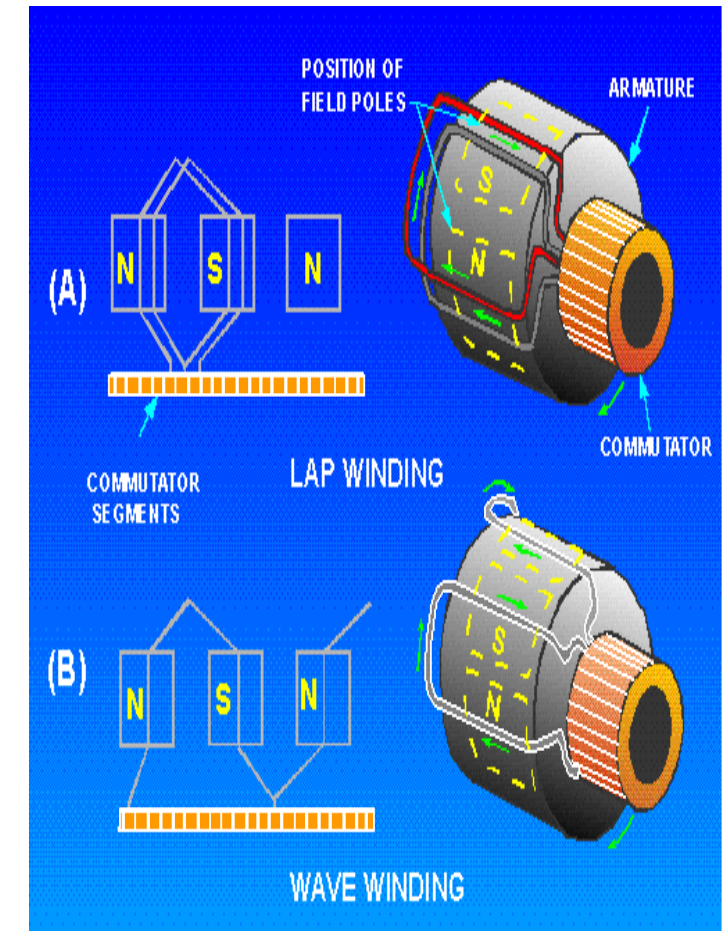 POSITION OF
FIELD POLES
ARMATURE
S
N
N
S
N
(A)
COMMUTATOR
COMMUTATOR
SEGMENTS
LAP WINDING
S
N
N
S
N
(B)
WAVE WINDING